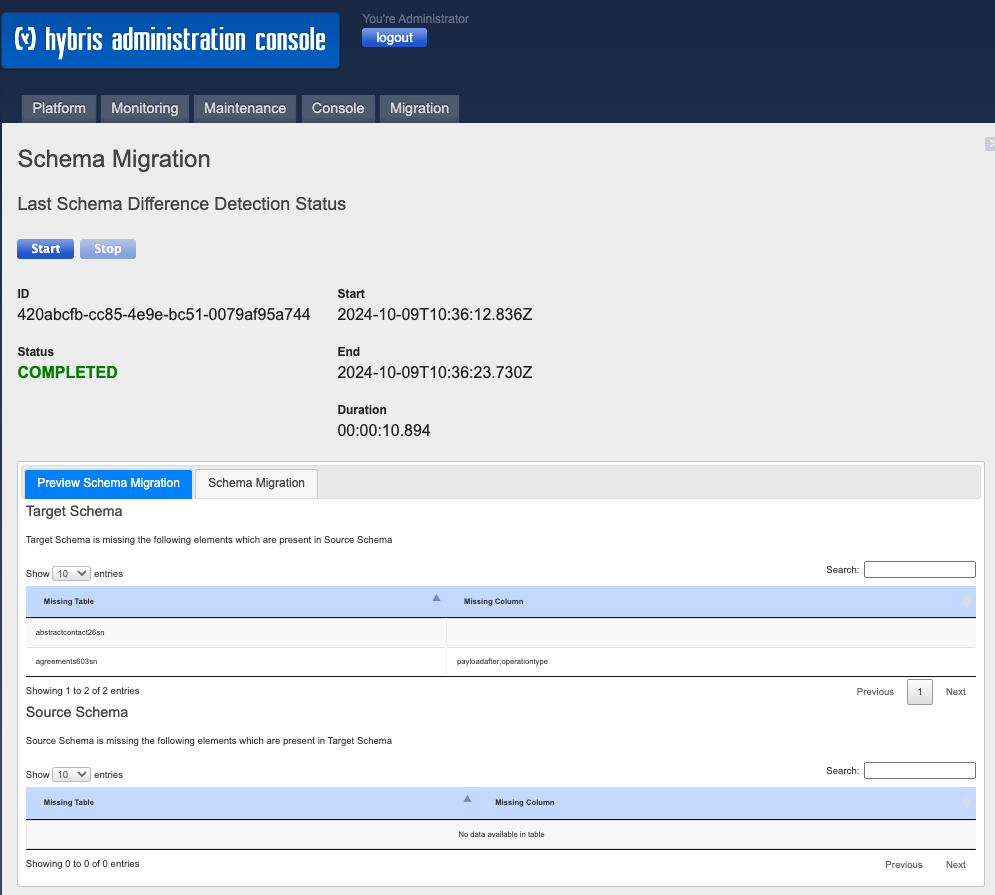 You're Administrator
hybris administration console
logout
Platform Monitoring Maintenance Console Migration
Schema Migration
Last Schema Difference Detection Status
Start Stop
ID Start
420abcfb-cc85-4e9e-bc51-0079af95a744 2024-10-09T10:36:12.836Z
Status End
COMPLETED 2024-10-09T10:36:23.730Z
Duration
00:00:10.894
Preview Schema Migration Schema Migration
Target Schema
Target Schema is missing the following elements which are present in Source Schema
Show 10 entries Search:
Missing Table Missing Column
abstractcontact26sn
agreements603sn payloadafter;operationtype
Showing 1 to 2 of 2 entries Previous 1 Next
Source Schema
Source Schema is missing the following elements which are present in Target Schema
Show 10 entries Search:
Missing Table Missing Column
No data available in table
Showing 0 to 0 of 0 entries Previous Next